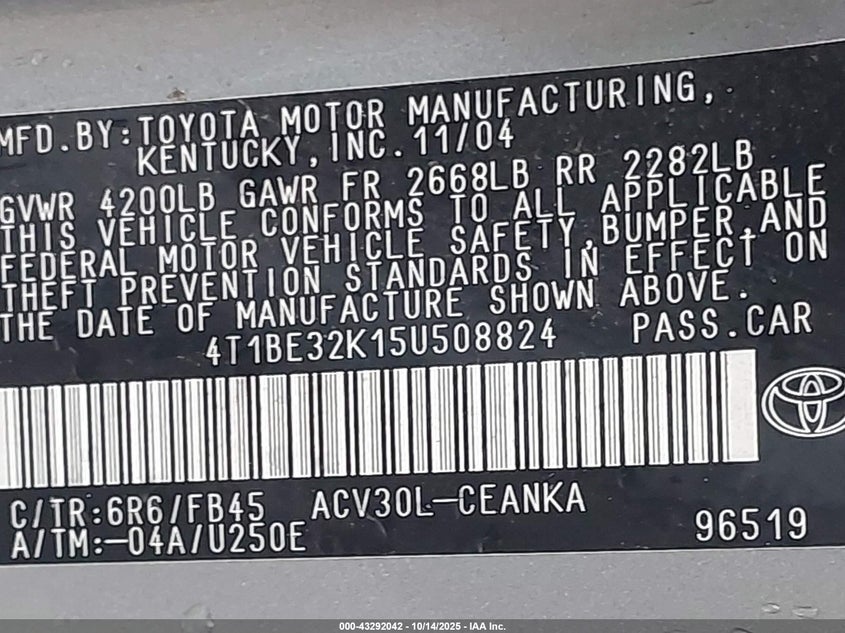 MFD.BY:TOYOTA MOTOR MANUFACTURING,
KENTUCKY,INC.11/04
GVWR 4200LB GAWR FR 2668LB RR 2282LB
THIS VEHICLE CONFORMS TO ALL APPLICABLE
FEDERAL MOTOR VEHICLE SAFETY,BUMPER,AND
THEFT PREVENTION STANDARDS IN EFFECT ON
THE DATE OF MANUFACTURE SHOWN ABOVE.
4T1BE32K15U508824 PASS.CAR
C/TR:6R6/FB45 ACV30L-CEANKA
A/TM:-04A/U250E 96519
000-43292042 - 10/14/2025 - IAA Inc.